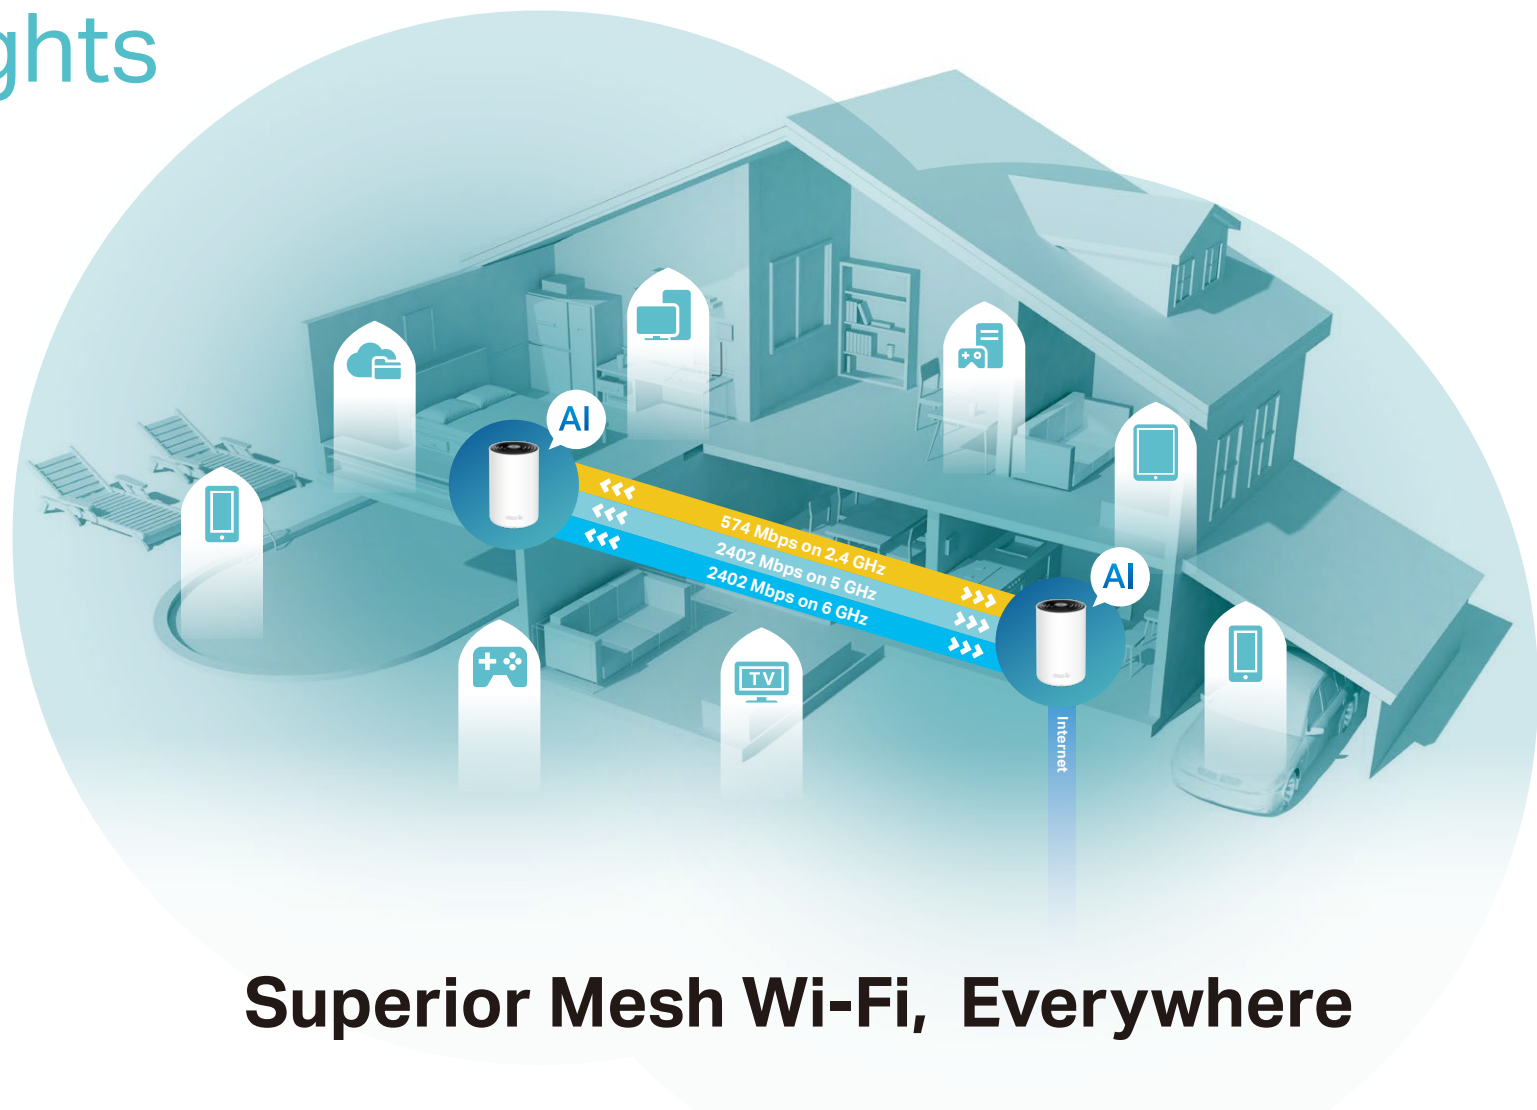 ghts
AI
574 Mbps on 2.4 GHz
2402 Mbps on 5 GHz
2402 Mbps on 6 GHz
AI
TV
Internet
Superior Mesh Wi-Fi, Everywhere